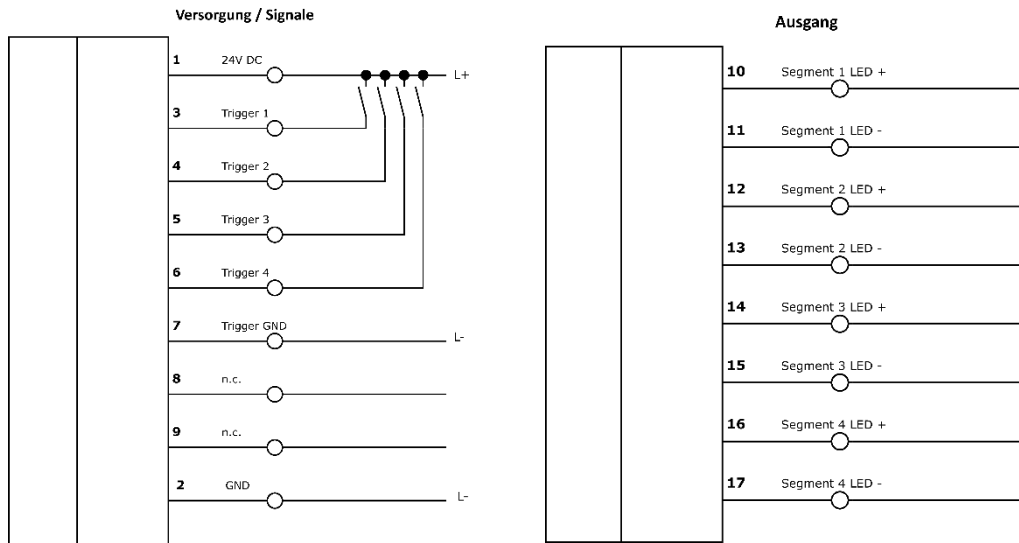 Versorgung / Signale
1 24V DC L+
3 Trigger 1
4 Trigger 2
5 Trigger 3
6 Trigger 4
7 Trigger GND L-
8 n.c.
9 n.c.
2 GND L-
Ausgang
10 Segment 1 LED +
11 Segment 1 LED -
12 Segment 2 LED +
13 Segment 2 LED -
14 Segment 3 LED +
15 Segment 3 LED -
16 Segment 4 LED +
17 Segment 4 LED -